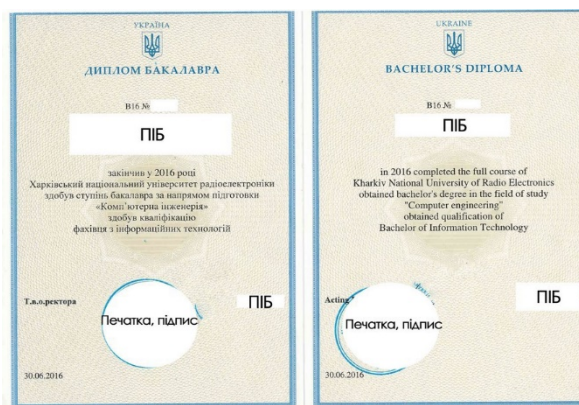 УКРАЇНА
ДИПЛОМ БАКАЛАВРА
В16 №
ПІБ
закінчив у 2016 році
Харківський національний університет радіоелектроніки
здобув ступінь бакалавра за напрямом підготовки
«Комп'ютерна інженерія»
здобув кваліфікацію
фахівця з інформаційних технологій
Т.в.о.ректора
ПІБ
Печатка, підпис
30.06.2016
UKRAINE
BACHELOR'S DIPLOMA
B16 №
ПІБ
in 2016 completed the full course of
Kharkiv National University of Radio Electronics
obtained bachelor's degree in the field of study
"Computer engineering"
obtained qualification of
Bachelor of Information Technology
Acting
ПІБ
Печатка, підпис
30.06.2016